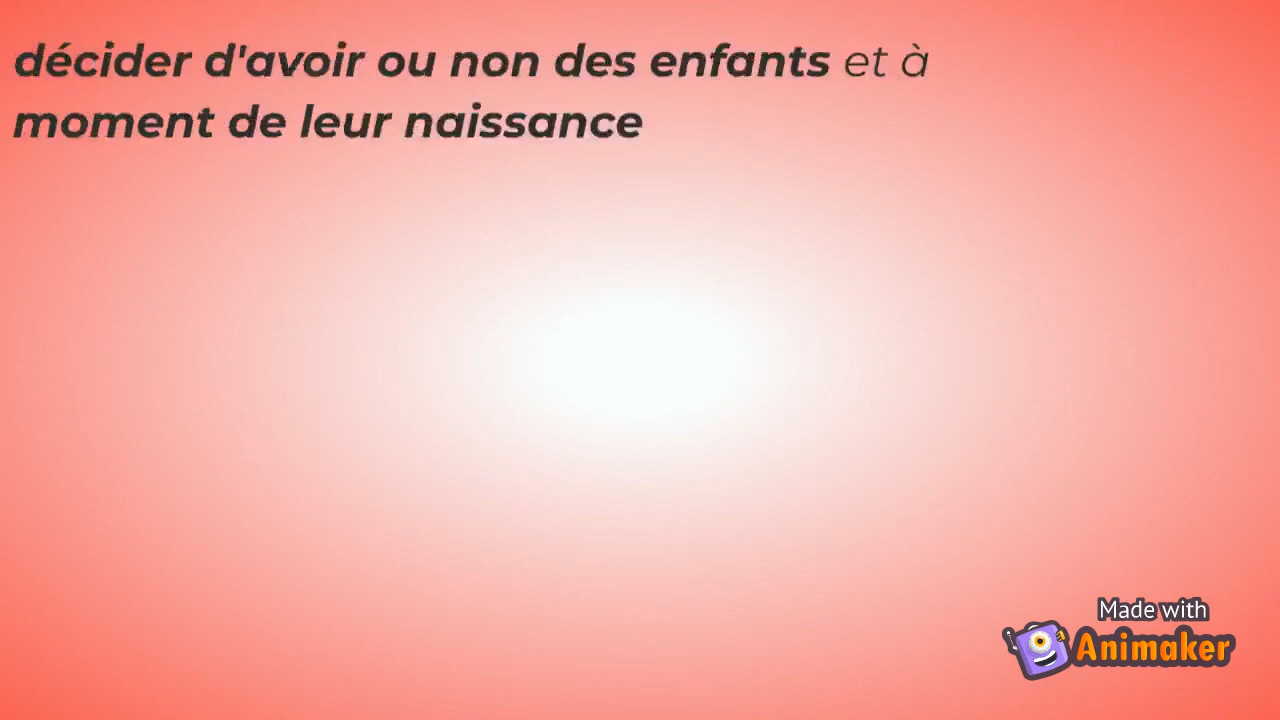 décider d'avoir ou non des enfants et à
moment de leur naissance
Made with
Animaker